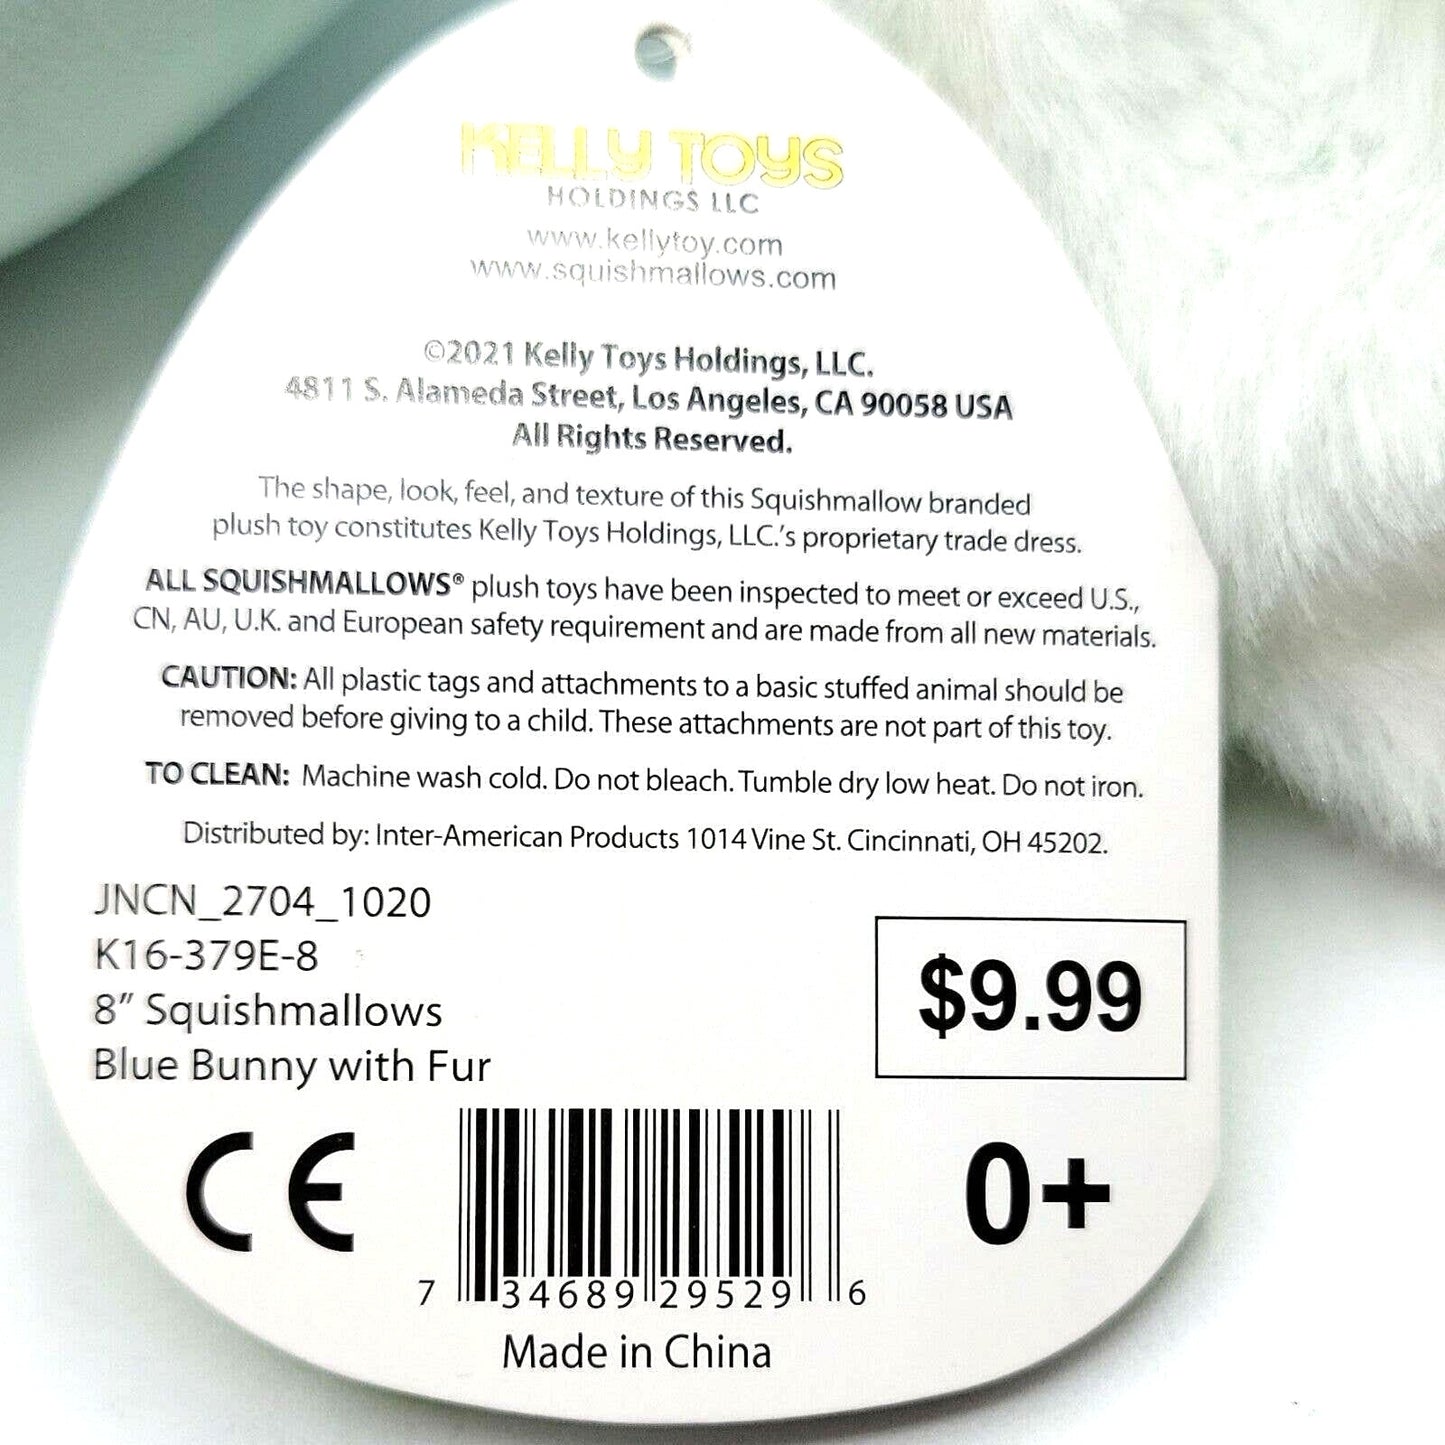 KELLY TOYS
HOLDINGS LLC
www.kellytoy.com
www.squishmallows.com
©2021 Kelly Toys Holdings, LLC.
4811 S. Alameda Street, Los Angeles, CA 90058 USA
All Rights Reserved.
The shape, look, feel, and texture of this Squishmallow branded
plush toy constitutes Kelly Toys Holdings, LLC.'s proprietary trade dress.
ALL SQUISHMALLOWS® plush toys have been inspected to meet or exceed U.S.,
CN, AU, U.K. and European safety requirement and are made from all new materials.
CAUTION: All plastic tags and attachments to a basic stuffed animal should be
removed before giving to a child. These attachments are not part of this toy.
TO CLEAN: Machine wash cold. Do not bleach. Tumble dry low heat. Do not iron.
Distributed by: Inter-American Products 1014 Vine St. Cincinnati, OH 45202.
JNCN_2704_1020
K16-379E-8
8" Squishmallows
Blue Bunny with Fur
$9.99
CE
0+
7 34689 29529 6
Made in China